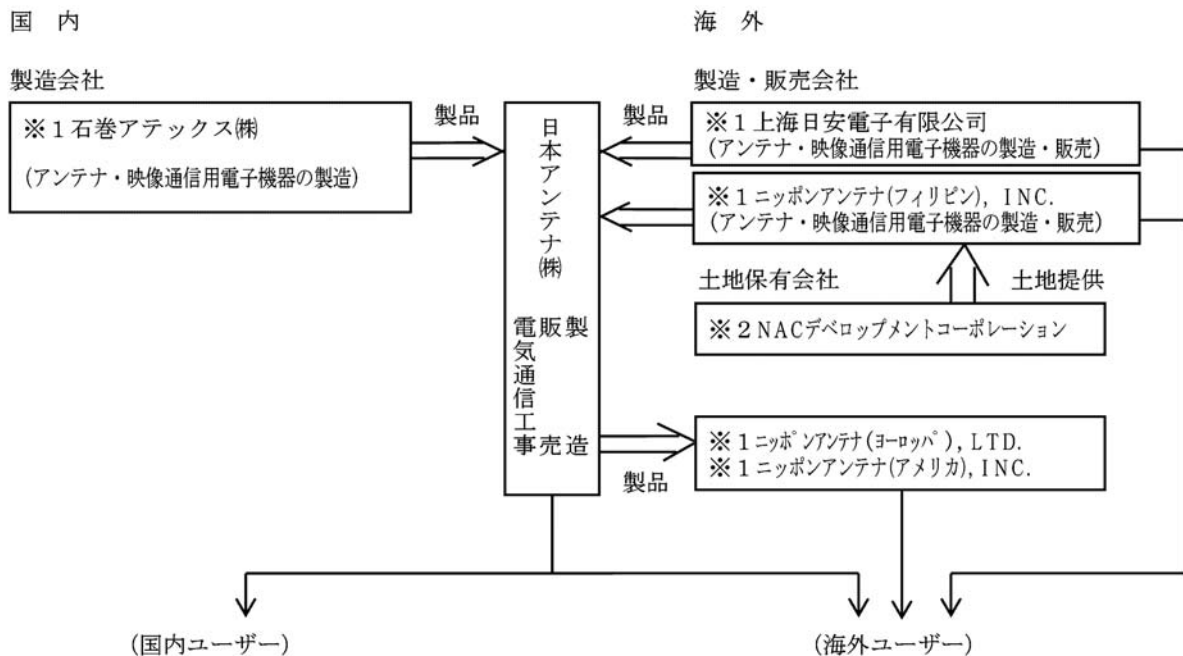 国　内
海　外
製造会社
製造・販売会社
※１石巻アテックス㈱
(アンテナ・映像通信用電子機器の製造)
製品
日本アンテナ㈱
製造
販売
電気通信工事
製品
※１上海日安電子有限公司
(アンテナ・映像通信用電子機器の製造・販売)
※１ニッポンアンテナ(フィリピン), INC.
(アンテナ・映像通信用電子機器の製造・販売)
土地保有会社
土地提供
※２NACデベロップメントコーポレーション
製品
※１ニッポンアンテナ(ヨーロッパ), LTD.
※１ニッポンアンテナ(アメリカ), INC.
(国内ユーザー)
(海外ユーザー)